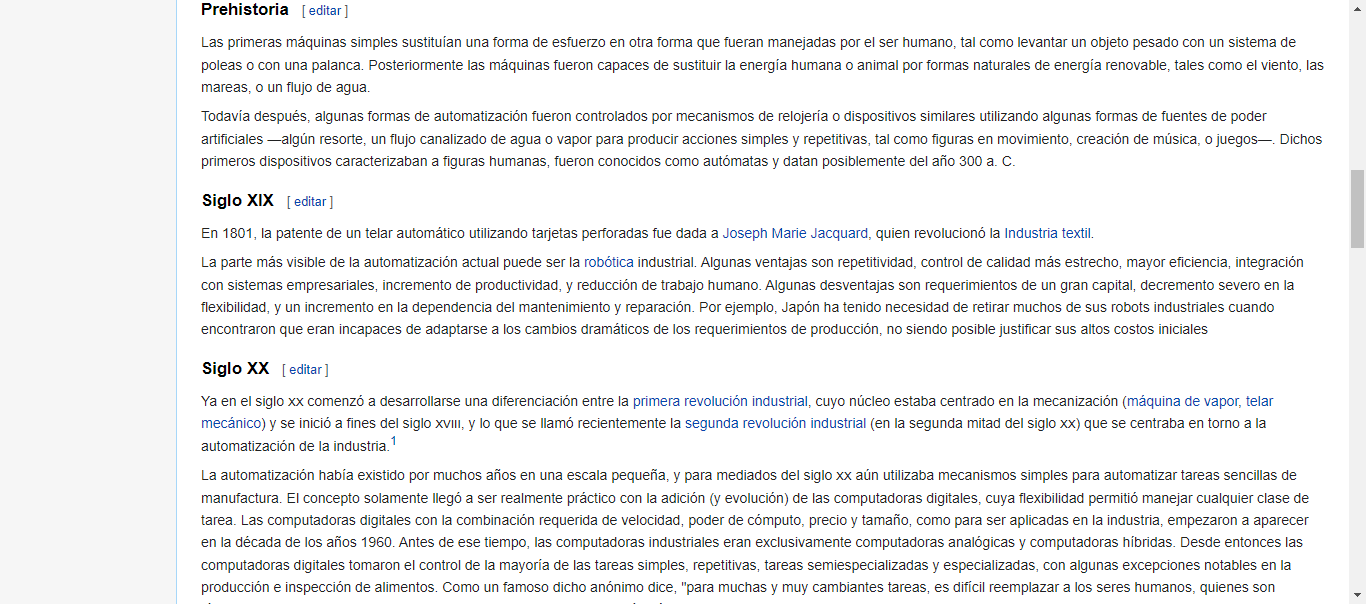 Prehistoria [ editar ]
Las primeras máquinas simples sustituían una forma de esfuerzo en otra forma que fueran manejadas por el ser humano, tal como levantar un objeto pesado con un sistema de
poleas o con una palanca. Posteriormente las máquinas fueron capaces de sustituir la energía humana o animal por formas naturales de energía renovable, tales como el viento, las
mareas, o un flujo de agua.
Todavía después, algunas formas de automatización fueron controlados por mecanismos de relojería o dispositivos similares utilizando algunas formas de fuentes de poder
artificiales —algún resorte, un flujo canalizado de agua o vapor para producir acciones simples y repetitivas, tal como figuras en movimiento, creación de música, o juegos—. Dichos
primeros dispositivos caracterizaban a figuras humanas, fueron conocidos como autómatas y datan posiblemente del año 300 a. C.
Siglo XIX [ editar ]
En 1801, la patente de un telar automático utilizando tarjetas perforadas fue dada a Joseph Marie Jacquard, quien revolucionó la Industria textil.
La parte más visible de la automatización actual puede ser la robótica industrial. Algunas ventajas son repetitividad, control de calidad más estrecho, mayor eficiencia, integración
con sistemas empresariales, incremento de productividad, y reducción de trabajo humano. Algunas desventajas son requerimientos de un gran capital, decremento severo en la
flexibilidad, y un incremento en la dependencia del mantenimiento y reparación. Por ejemplo, Japón ha tenido necesidad de retirar muchos de sus robots industriales cuando
encontraron que eran incapaces de adaptarse a los cambios dramáticos de los requerimientos de producción, no siendo posible justificar sus altos costos iniciales
Siglo XX [ editar ]
Ya en el siglo XX comenzó a desarrollarse una diferenciación entre la primera revolución industrial, cuyo núcleo estaba centrado en la mecanización (máquina de vapor, telar
mecánico) y se inició a fines del siglo XVIII, y lo que se llamó recientemente la segunda revolución industrial (en la segunda mitad del siglo XX) que se centraba en torno a la
automatización de la industria.1
La automatización había existido por muchos años en una escala pequeña, y para mediados del siglo XX aún utilizaba mecanismos simples para automatizar tareas sencillas de
manufactura. El concepto solamente llegó a ser realmente práctico con la adición (y evolución) de las computadoras digitales, cuya flexibilidad permitió manejar cualquier clase de
tarea. Las computadoras digitales con la combinación requerida de velocidad, poder de cómputo, precio y tamaño, como para ser aplicadas en la industria, empezaron a aparecer
en la década de los años 1960. Antes de ese tiempo, las computadoras industriales eran exclusivamente computadoras analógicas y computadoras híbridas. Desde entonces las
computadoras digitales tomaron el control de la mayoría de las tareas simples, repetitivas, tareas semiespecializadas y especializadas, con algunas excepciones notables en la
producción e inspección de alimentos. Como un famoso dicho anónimo dice, "para muchas y muy cambiantes tareas, es difícil reemplazar a los seres humanos, quienes son